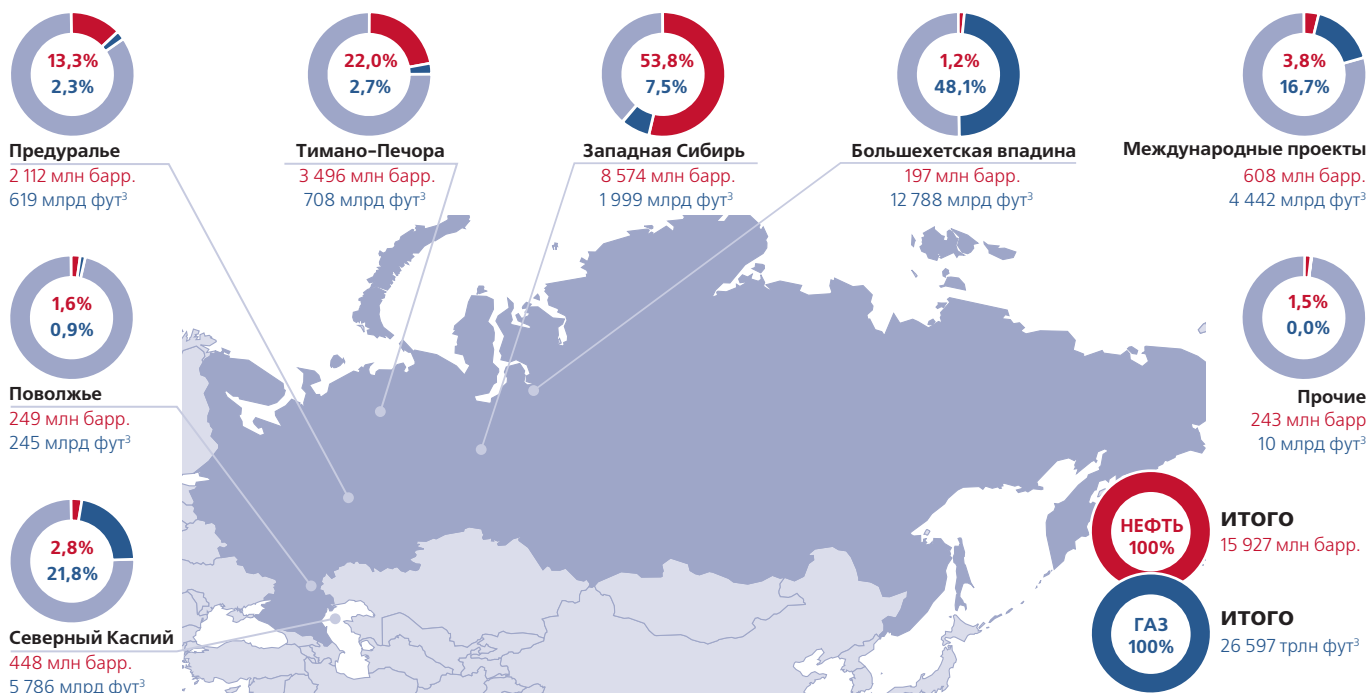 13,3%
2,3%
Предуралье
2 112 млн барр.
619 млрд фут³
22,0%
2,7%
Тимано–Печора
3 496 млн барр.
708 млрд фут³
53,8%
7,5%
Западная Сибирь
8 574 млн барр.
1 999 млрд фут³
1,2%
48,1%
Большехетская впадина
197 млн барр.
12 788 млрд фут³
3,8%
16,7%
Международные проекты
608 млн барр.
4 442 млрд фут³
1,6%
0,9%
Поволжье
249 млн барр.
245 млрд фут³
1,5%
0,0%
Прочие
243 млн барр
10 млрд фут³
2,8%
21,8%
Северный Каспий
448 млн барр.
5 786 млрд фут³
НЕФТЬ
100%
ИТОГО
15 927 млн барр.
ГАЗ
100%
ИТОГО
26 597 трлн фут³